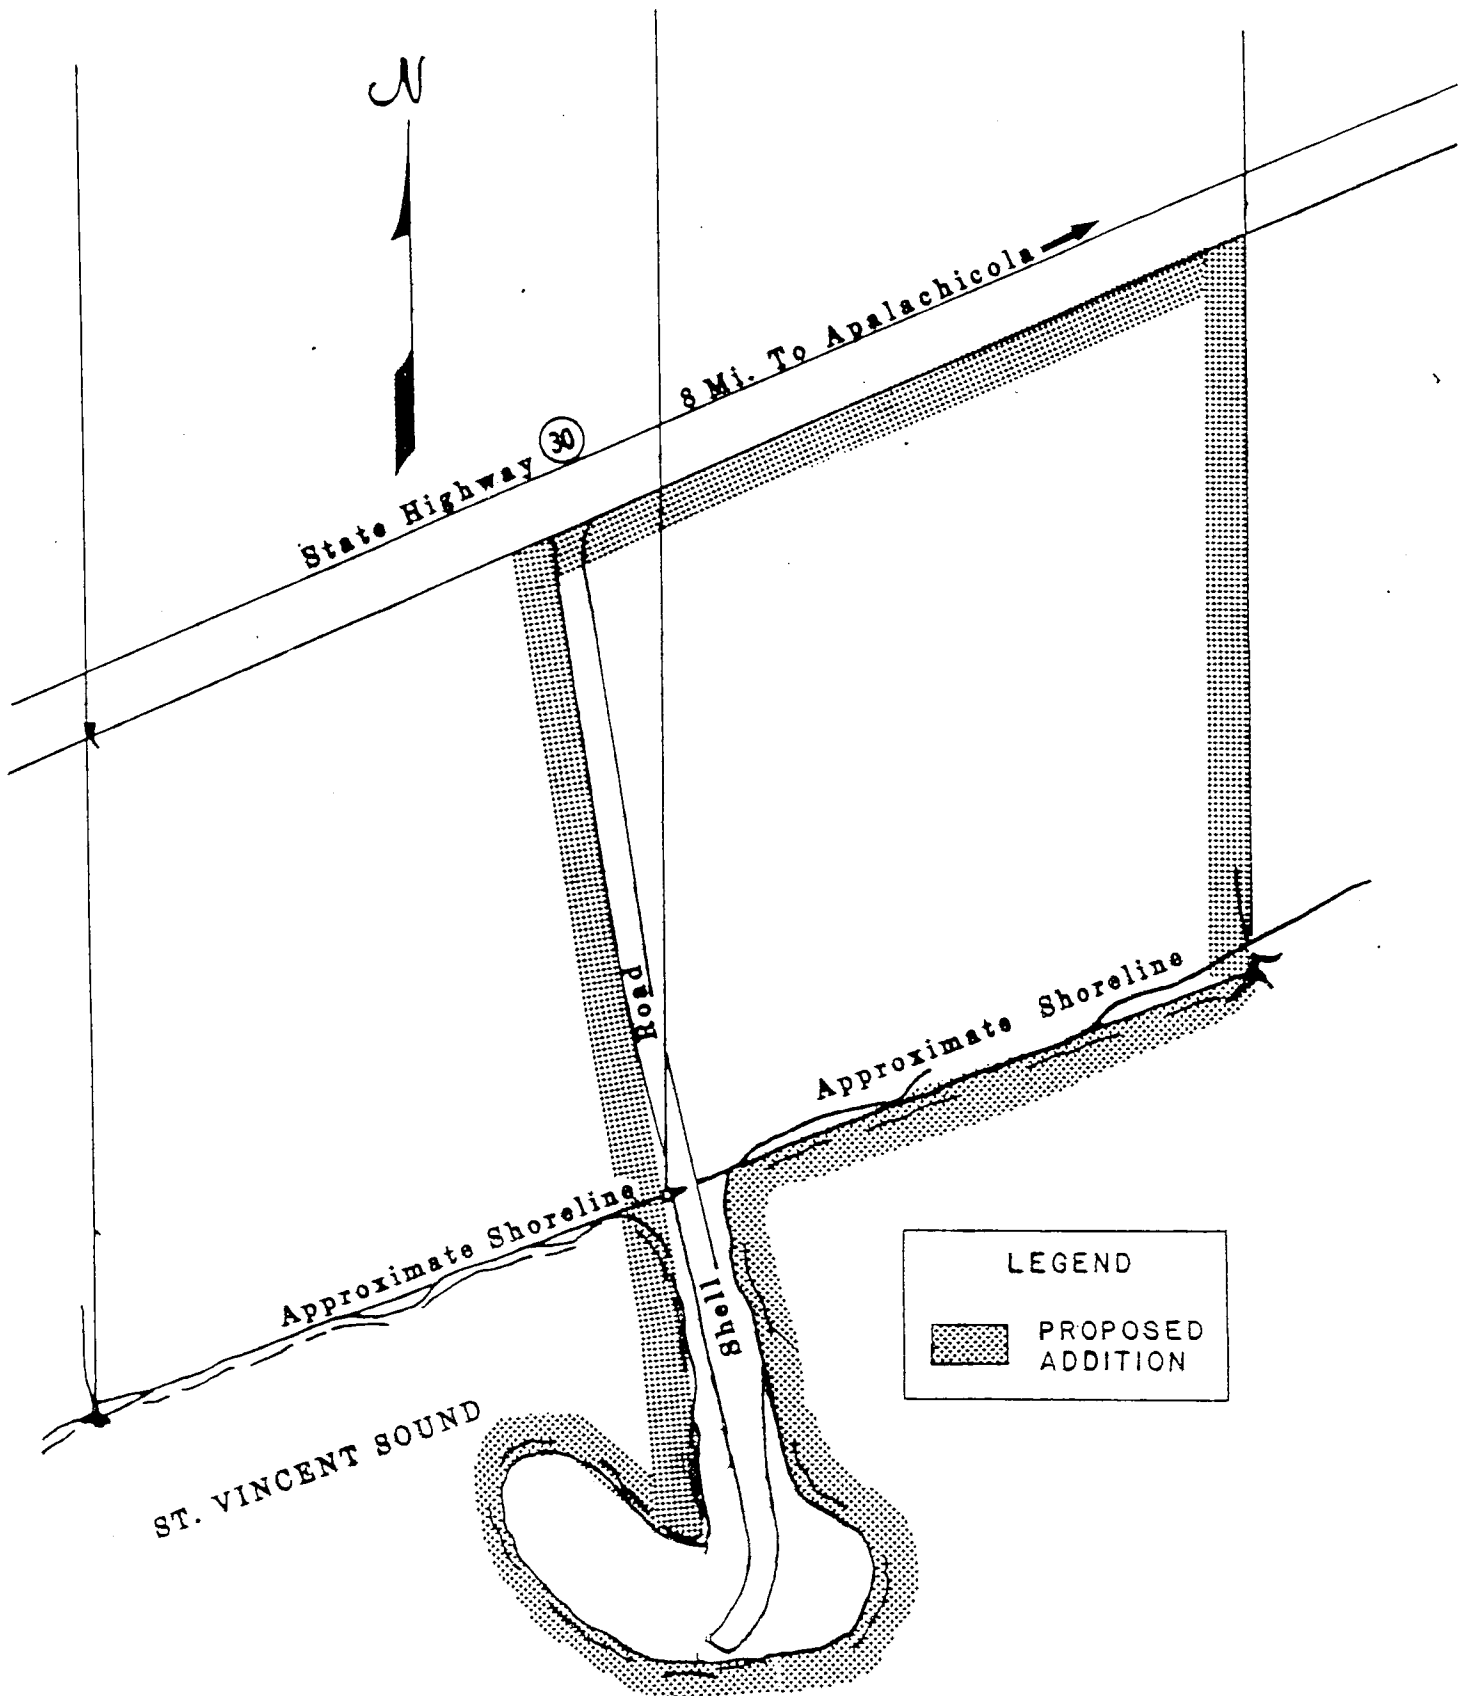 N
8 Mi. To Apalachicola
State Highway 30
Road
Approximate Shoreline
Approximate Shoreline
Shell
LEGEND
PROPOSED
ADDITION
ST. VINCENT SOUND